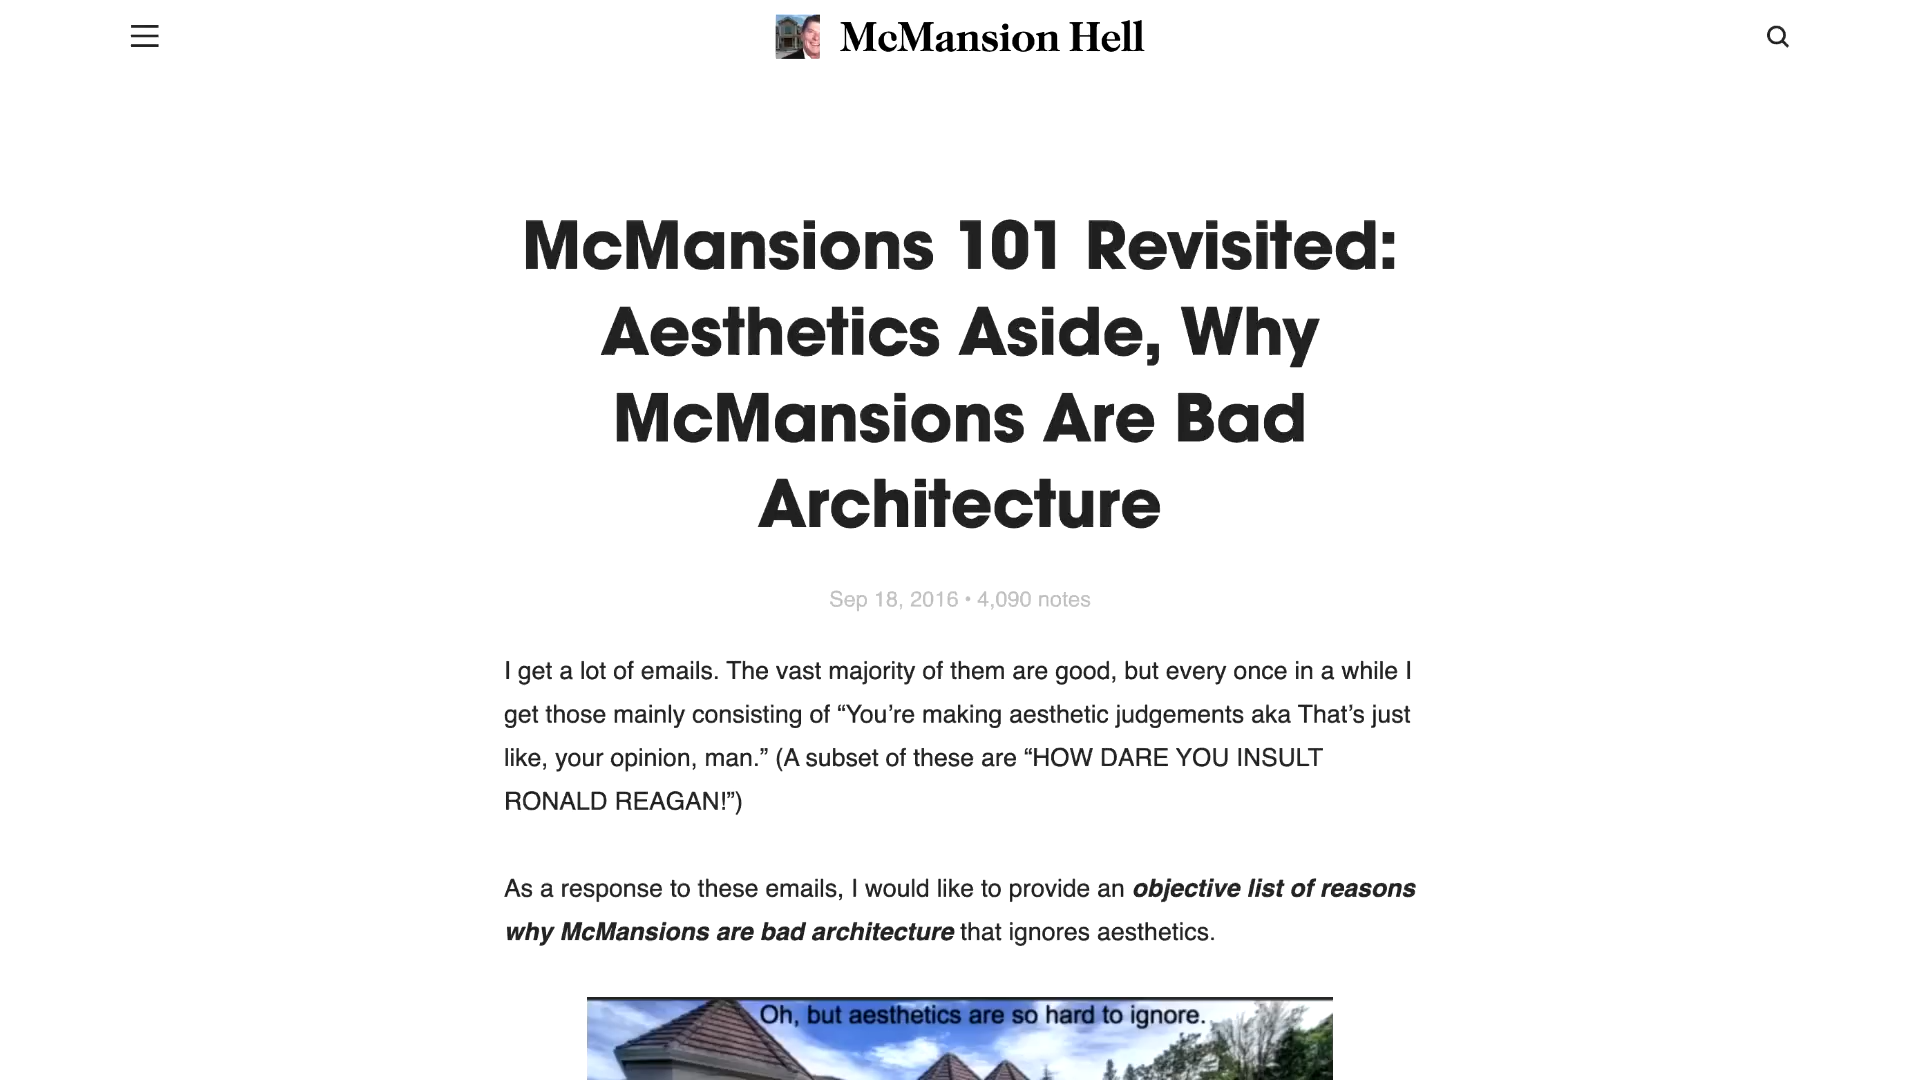 McMansion Hell
McMansions 101 Revisited:
Aesthetics Aside, Why
McMansions Are Bad
Architecture
Sep 18, 2016 • 4,090 notes
I get a lot of emails. The vast majority of them are good, but every once in a while I
get those mainly consisting of “You’re making aesthetic judgements aka That’s just
like, your opinion, man.” (A subset of these are “HOW DARE YOU INSULT
RONALD REAGAN!”)
As a response to these emails, I would like to provide an objective list of reasons
why McMansions are bad architecture that ignores aesthetics.
Oh, but aesthetics are so hard to ignore.